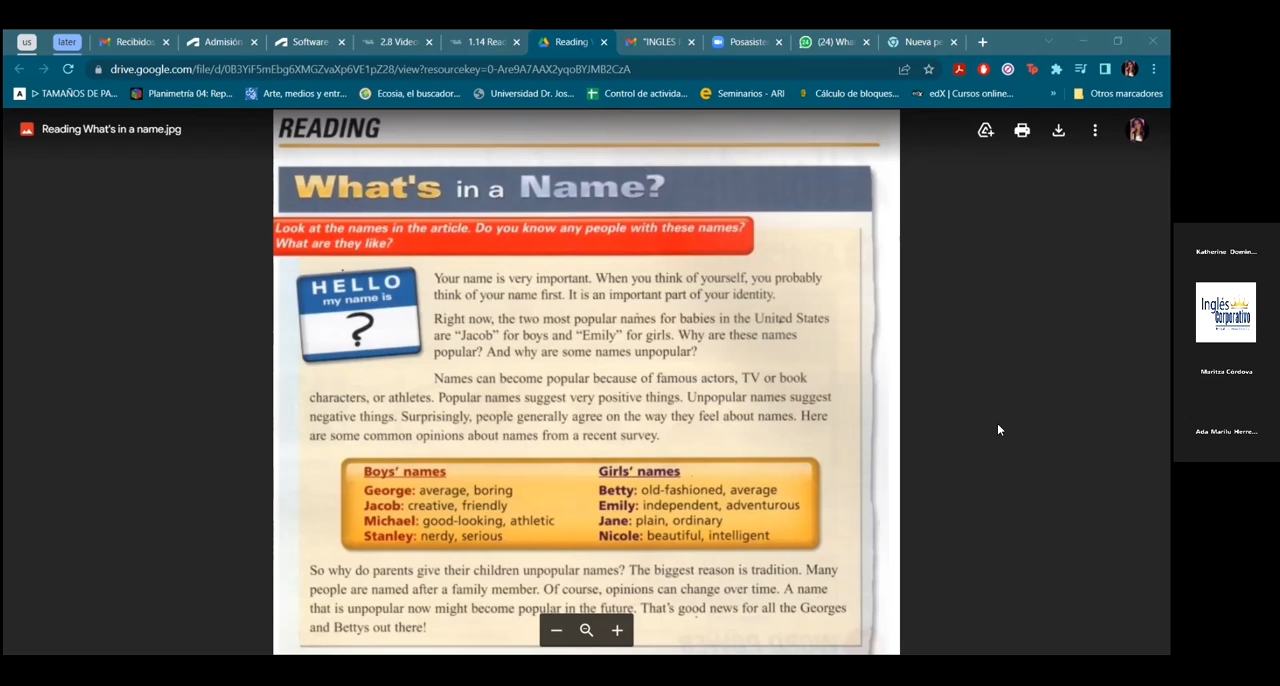 us
later
Recibidos
Admisión
Software
2.8 Video
1.14 Read
Reading
"INGLES
Posasiste
(24) Wha
Nueva pe
drive.google.com/file/d/0B3YiF5mEbg6XMGZvaXp6VE1pZ28/view?resourcekey=0-Are9A7AAX2yqoBYJMB2CzA
TAMAÑOS DE PA...
Planimetría 04: Rep...
Arte, medios y entr...
Ecosia, el buscador...
Universidad Dr. Jos...
Control de activida...
Seminarios - ARI
Cálculo de bloques...
edX | Cursos online...
»
Otros marcadores
Reading What's in a name.jpg
READING
What's in a Name?
Look at the names in the article. Do you know any people with these names?
What are they like?
HELLO
my name is
?
Your name is very important. When you think of yourself, you probably
think of your name first. It is an important part of your identity.
Right now, the two most popular names for babies in the United States
are “Jacob” for boys and “Emily” for girls. Why are these names
popular? And why are some names unpopular?
Names can become popular because of famous actors, TV or book
characters, or athletes. Popular names suggest very positive things. Unpopular names suggest
negative things. Surprisingly, people generally agree on the way they feel about names. Here
are some common opinions about names from a recent survey.
Boys' names
George: average, boring
Jacob: creative, friendly
Michael: good-looking, athletic
Stanley: nerdy, serious
Girls' names
Betty: old-fashioned, average
Emily: independent, adventurous
Jane: plain, ordinary
Nicole: beautiful, intelligent
So why do parents give their children unpopular names? The biggest reason is tradition. Many
people are named after a family member. Of course, opinions can change over time. A name
that is unpopular now might become popular in the future. That's good news for all the Georges
and Bettys out there!
Katherine Domin...
Inglés
Corporativo
Maritza Córdova
Ada Marilu Herre...